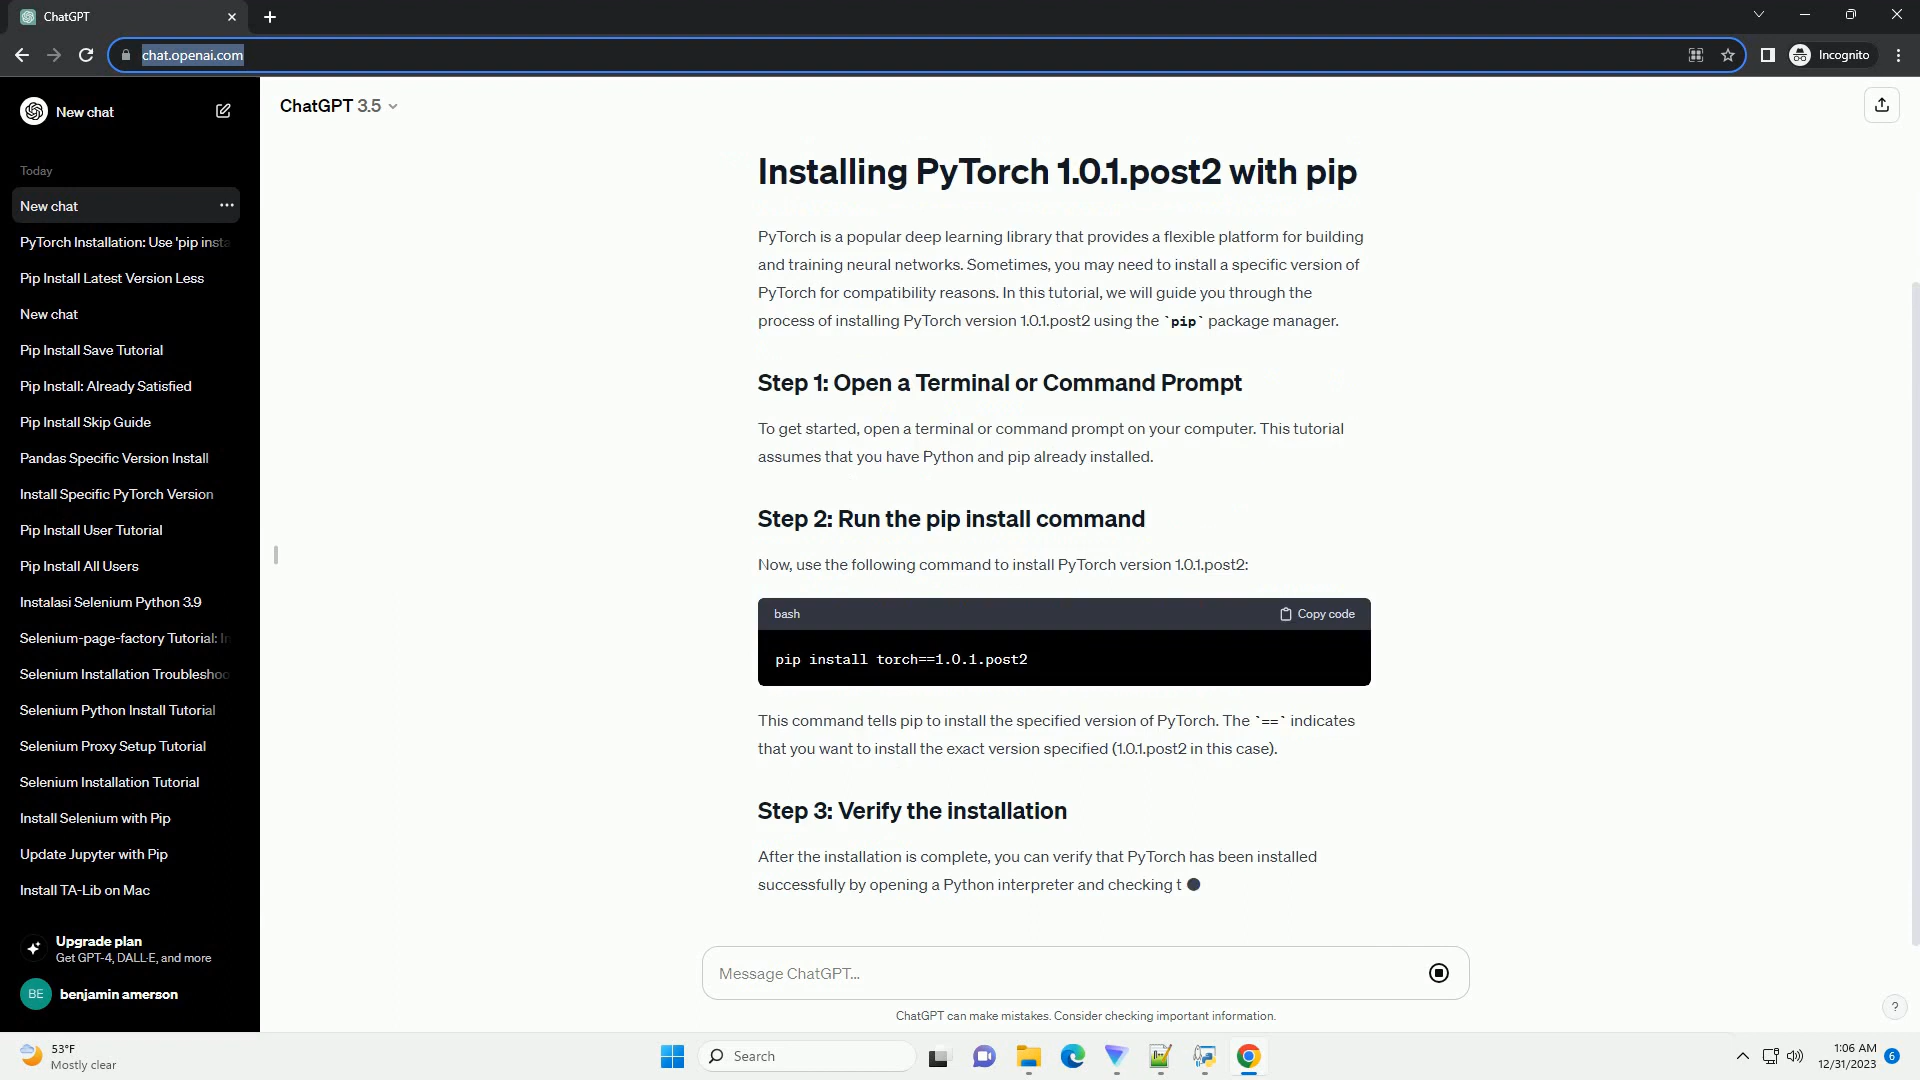 ChatGPT
chat.openai.com
Incognito
New chat
Today
New chat
PyTorch Installation: Use 'pip insta
Pip Install Latest Version Less
New chat
Pip Install Save Tutorial
Pip Install: Already Satisfied
Pip Install Skip Guide
Pandas Specific Version Install
Install Specific PyTorch Version
Pip Install User Tutorial
Pip Install All Users
Instalasi Selenium Python 3.9
Selenium-page-factory Tutorial: In
Selenium Installation Troubleshoo
Selenium Python Install Tutorial
Selenium Proxy Setup Tutorial
Selenium Installation Tutorial
Install Selenium with Pip
Update Jupyter with Pip
Install TA-Lib on Mac
Upgrade plan
Get GPT-4, DALL·E, and more
BE
benjamin amerson
ChatGPT 3.5
Installing PyTorch 1.0.1.post2 with pip
PyTorch is a popular deep learning library that provides a flexible platform for building
and training neural networks. Sometimes, you may need to install a specific version of
PyTorch for compatibility reasons. In this tutorial, we will guide you through the
process of installing PyTorch version 1.0.1.post2 using the `pip` package manager.
Step 1: Open a Terminal or Command Prompt
To get started, open a terminal or command prompt on your computer. This tutorial
assumes that you have Python and pip already installed.
Step 2: Run the pip install command
Now, use the following command to install PyTorch version 1.0.1.post2:
bash
Copy code
pip install torch==1.0.1.post2
This command tells pip to install the specified version of PyTorch. The `==` indicates
that you want to install the exact version specified (1.0.1.post2 in this case).
Step 3: Verify the installation
After the installation is complete, you can verify that PyTorch has been installed
successfully by opening a Python interpreter and checking t
Message ChatGPT...
ChatGPT can make mistakes. Consider checking important information.
?
53°F
Mostly clear
Search
1:06 AM
12/31/2023
6